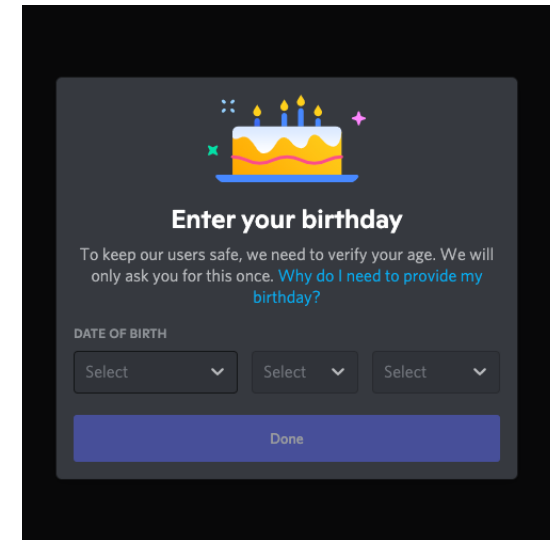 Enter your birthday
To keep our users safe, we need to verify your age. We will
only ask you for this once. Why do I need to provide my
birthday?
DATE OF BIRTH
Select Select Select
Done